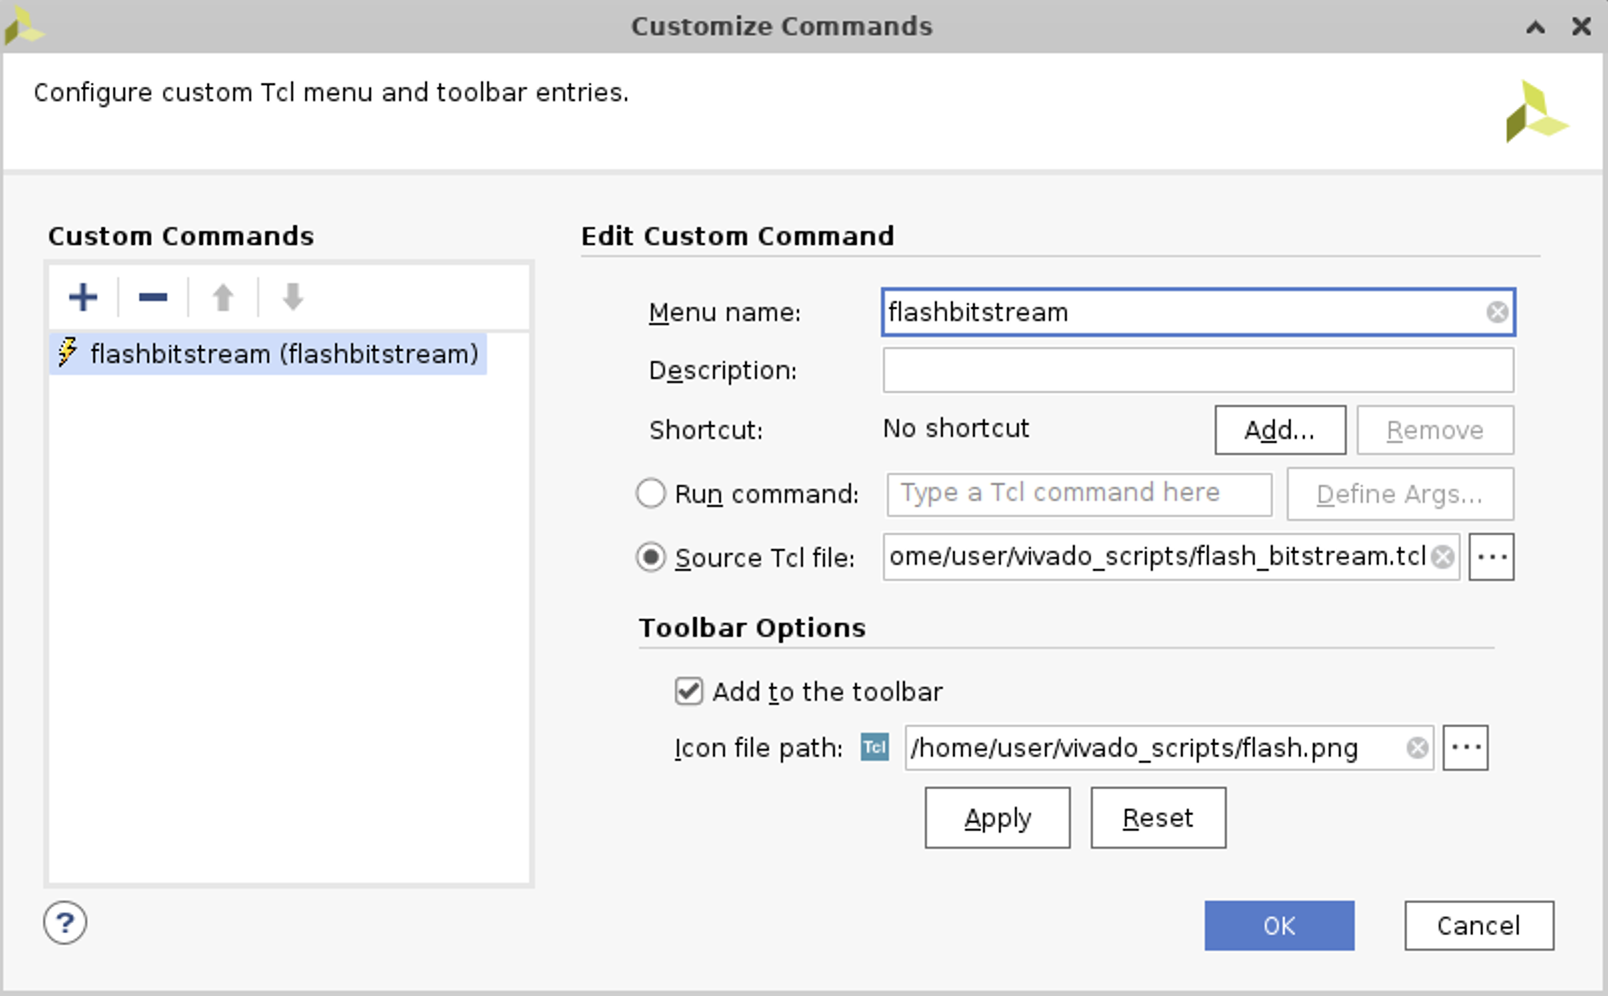 Customize Commands
Configure custom Tcl menu and toolbar entries.
Custom Commands
flashbitstream (flashbitstream)
Edit Custom Command
Menu name: flashbitstream
Description:
Shortcut: No shortcut Add... Remove
Run command: Type a Tcl command here Define Args...
Source Tcl file: ome/user/vivado_scripts/flash_bitstream.tcl ...
Toolbar Options
Add to the toolbar
Icon file path: Tcl /home/user/vivado_scripts/flash.png ...
Apply Reset
? OK Cancel